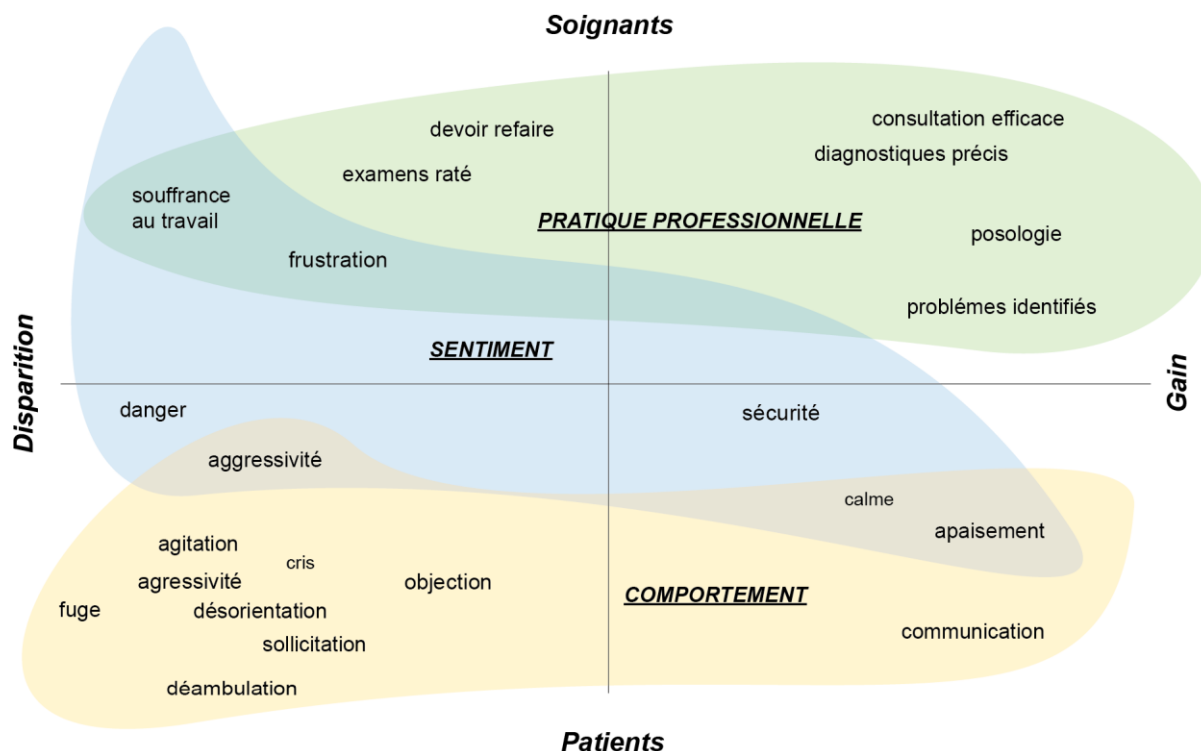 Soignants
consultation efficace
devoir refaire
diagnostiques précis
examens raté
souffrance
au travail
PRATIQUE PROFESSIONNELLE
posologie
frustration
problémes identifiés
SENTIMENT
Disparition
Gain
danger
sécurité
aggressivité
calme
apaisement
agitation
cris
agressivité
objection
COMPORTEMENT
fuge
désorientation
communication
sollicitation
déambulation
Patients